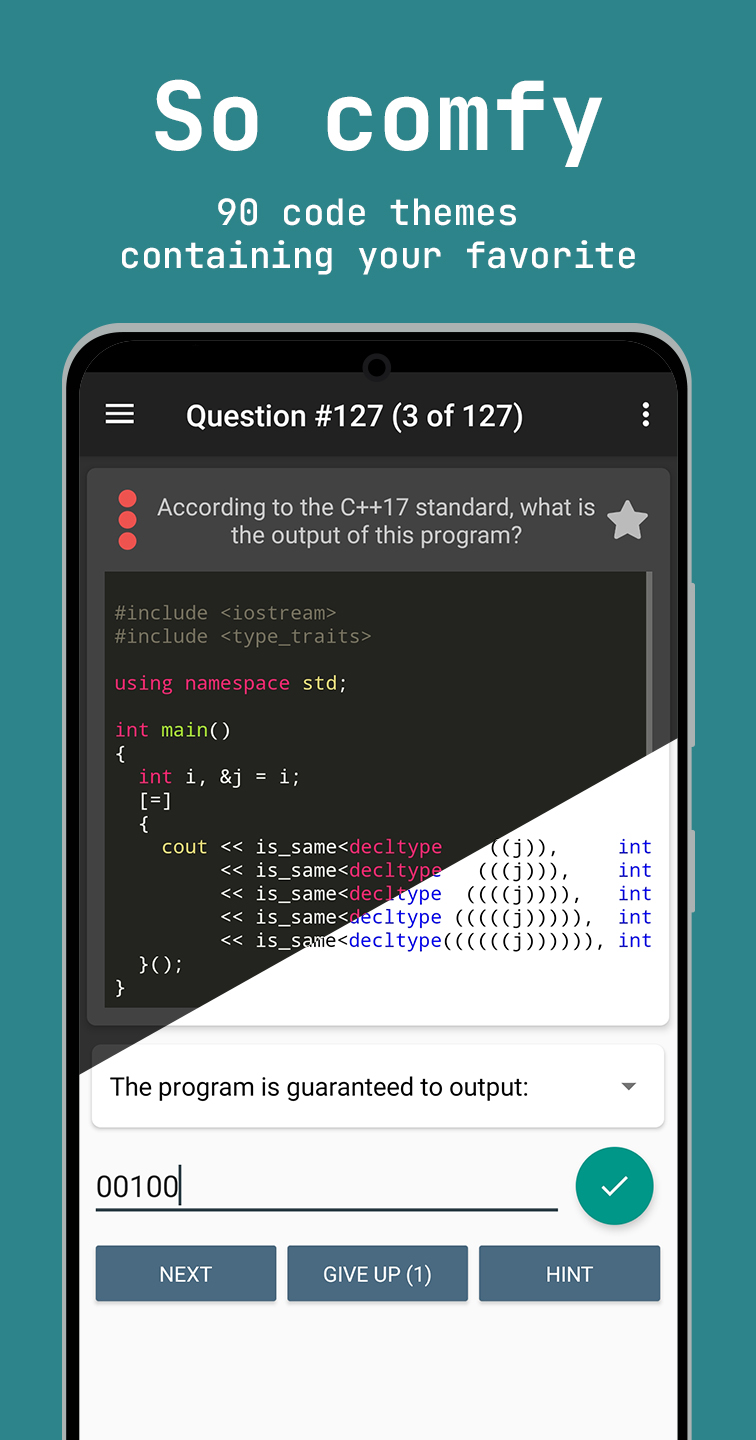 So comfy
90 code themes
containing your favorite
Question #127 (3 of 127)
According to the C++17 standard, what is
the output of this program?
#include <iostream>
#include <type_traits>
using namespace std;
int main()
{
  int i, &j = i;
  [=]
  {
    cout << is_same<decltype    ((j)),     int
         << is_same<decltype   (((j))),    int
         << is_same<decltype  ((((j)))),   int
         << is_same<decltype (((((j))))),  int
         << is_same<decltype((((((j)))))), int
  }();
}
The program is guaranteed to output:
00100
NEXT
GIVE UP (1)
HINT